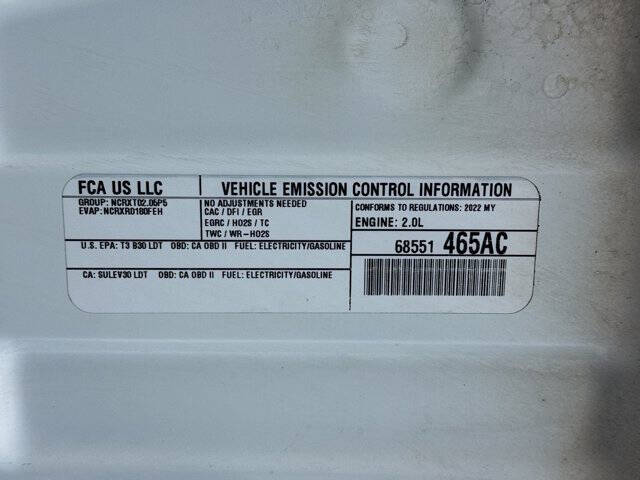 FCA US LLC
VEHICLE EMISSION CONTROL INFORMATION
GROUP: NCRXT02.05P5
EVAP: NCRXR0180FEH
NO ADJUSTMENTS NEEDED
CAC / DFI / EGR
EGRC / HO2S / TC
TWC / WR-HO2S
CONFORMS TO REGULATIONS: 2022 MY
ENGINE: 2.0L
U.S. EPA: T3 B30 LDT OBD: CA OBD II FUEL: ELECTRICITY/GASOLINE
68551 465AC
CA: SULEV30 LDT OBD: CA OBD II FUEL: ELECTRICITY/GASOLINE